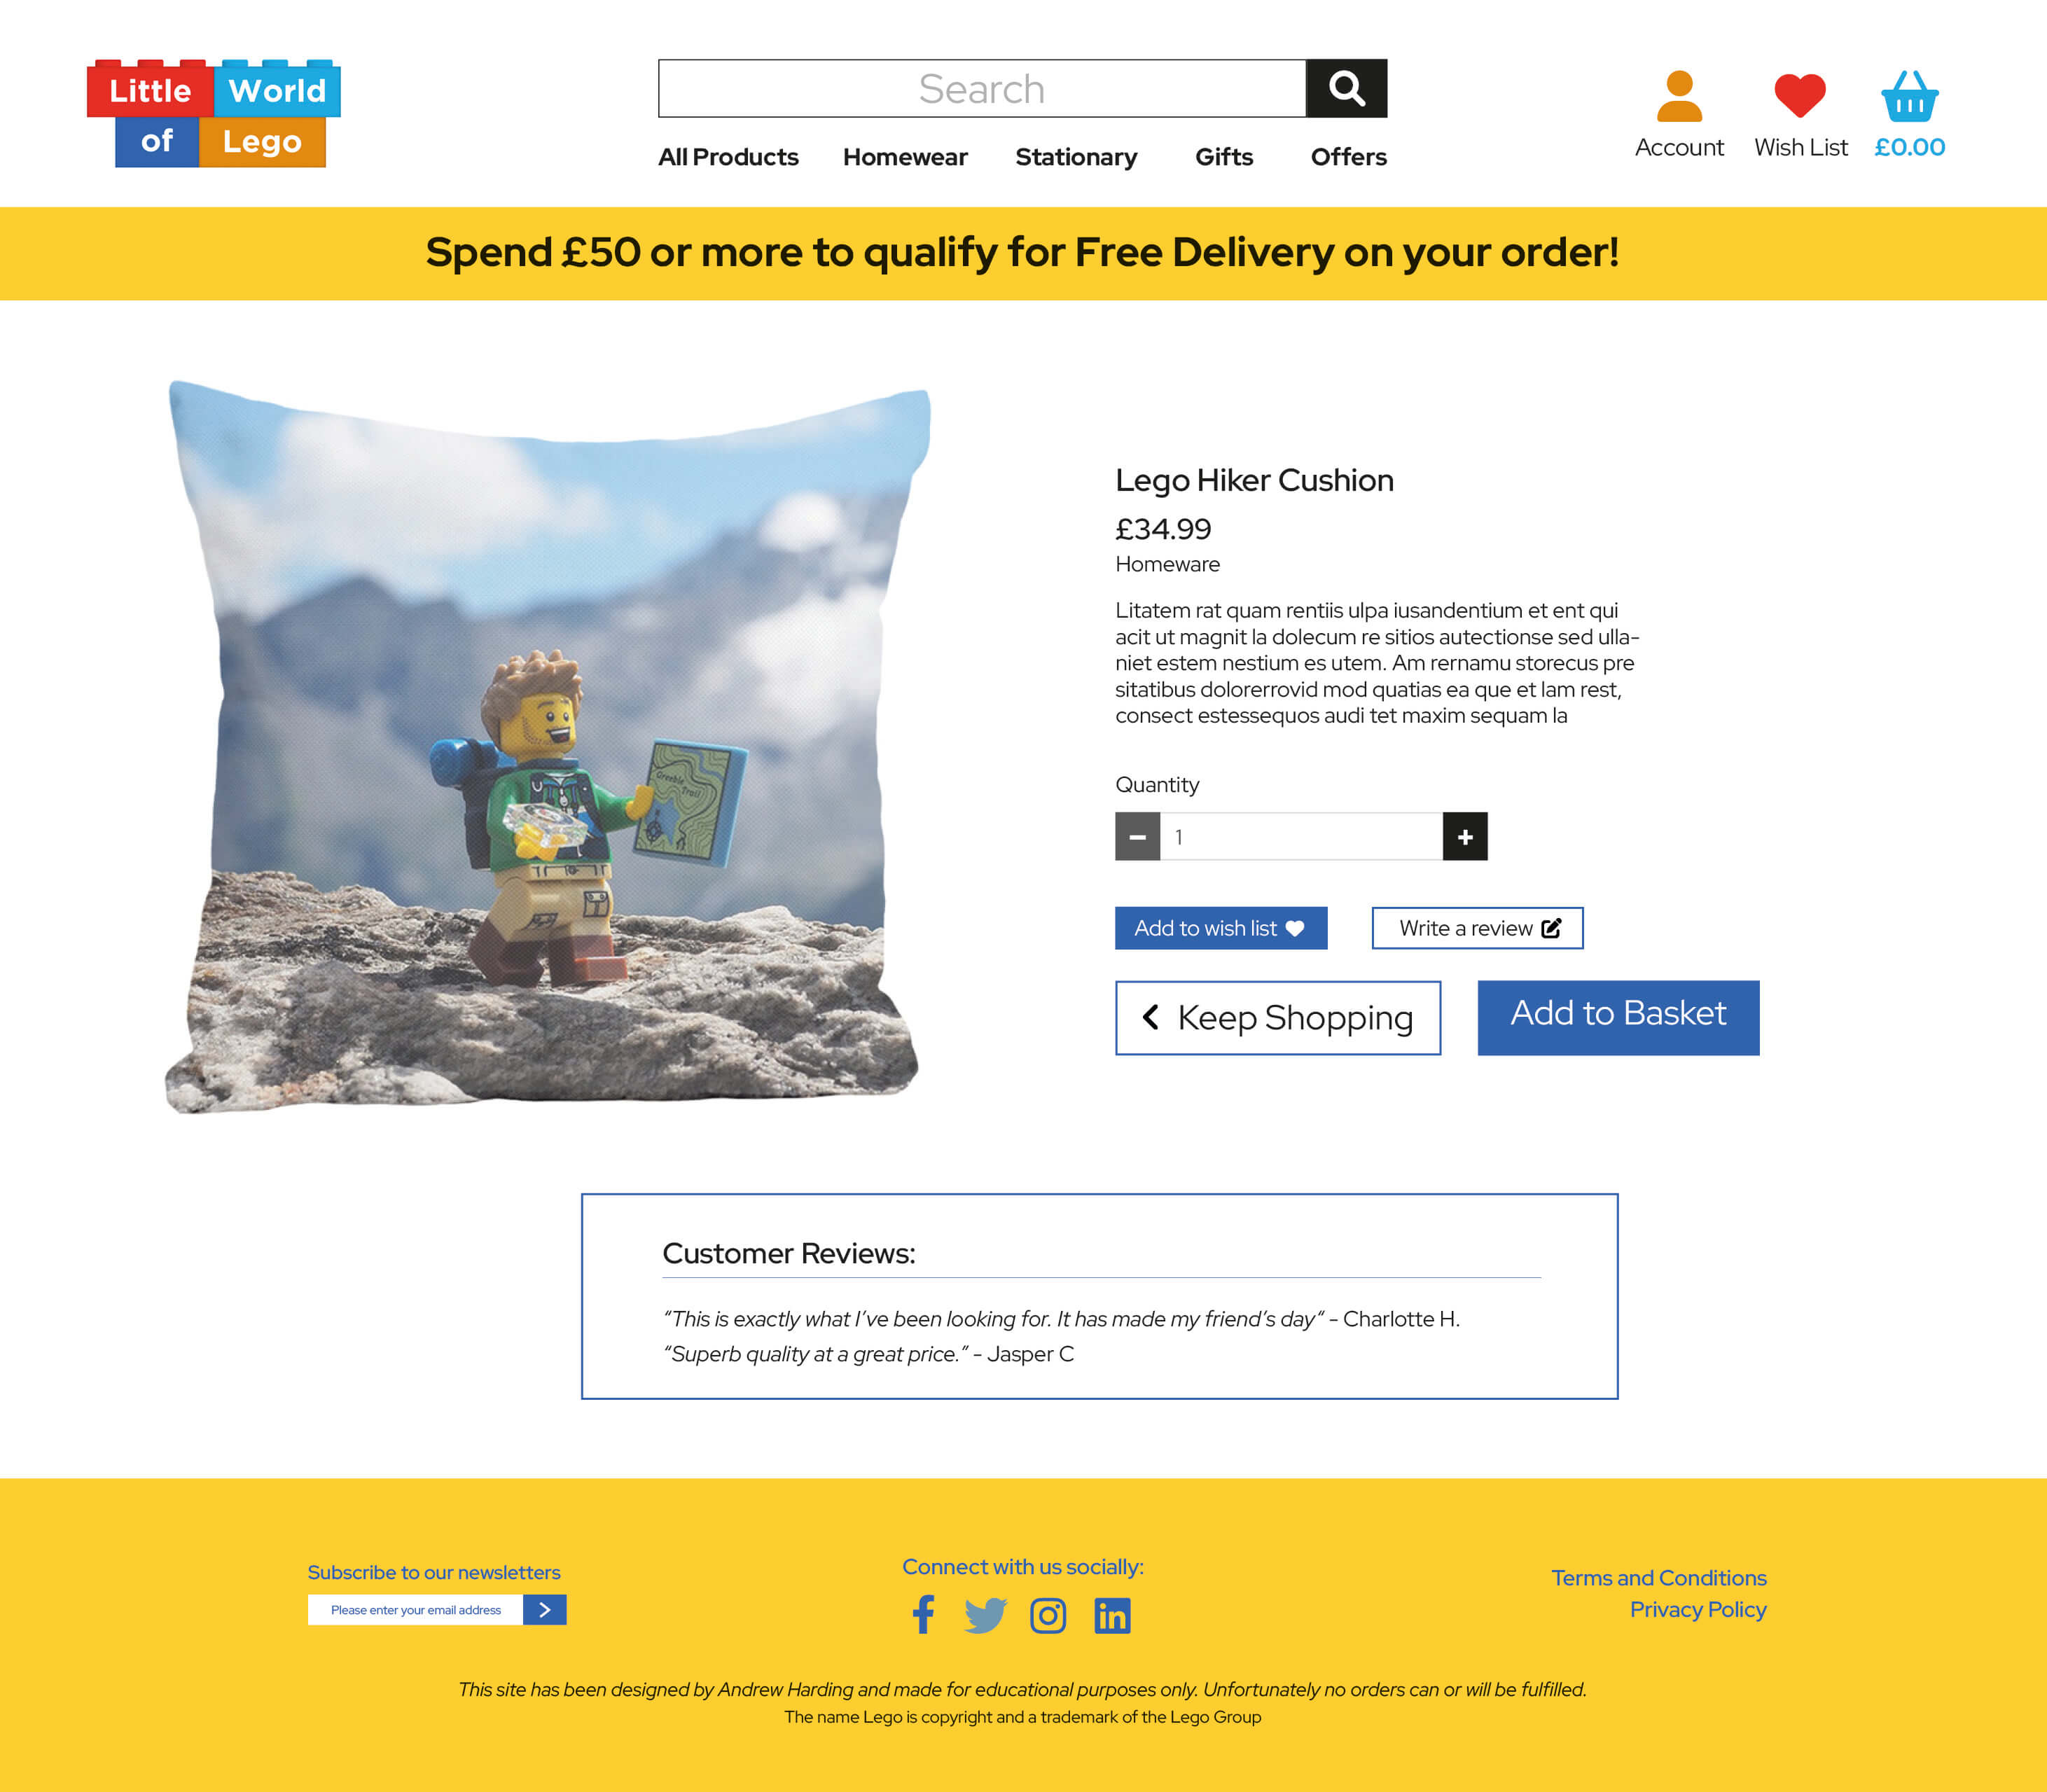 Little World
of Lego
Search
All Products Homewear Stationary Gifts Offers
Account Wish List £0.00
Spend £50 or more to qualify for Free Delivery on your order!
Greeble
Trail
Lego Hiker Cushion
£34.99
Homeware
Litatem rat quam rentiis ulpa iusandentium et ent qui
acit ut magnit la dolecum re sitios autectionse sed ulla-
niet estem nestium es utem. Am rernamu storecus pre
sitatibus dolorerrovid mod quatias ea que et lam rest,
consect estessequos audi tet maxim sequam la
Quantity
1
Add to wish list Write a review
Keep Shopping Add to Basket
Customer Reviews:
“This is exactly what I’ve been looking for. It has made my friend’s day“ - Charlotte H.
“Superb quality at a great price.” - Jasper C
Subscribe to our newsletters
Please enter your email address
Connect with us socially:
Terms and Conditions
Privacy Policy
This site has been designed by Andrew Harding and made for educational purposes only. Unfortunately no orders can or will be fulfilled.
The name Lego is copyright and a trademark of the Lego Group